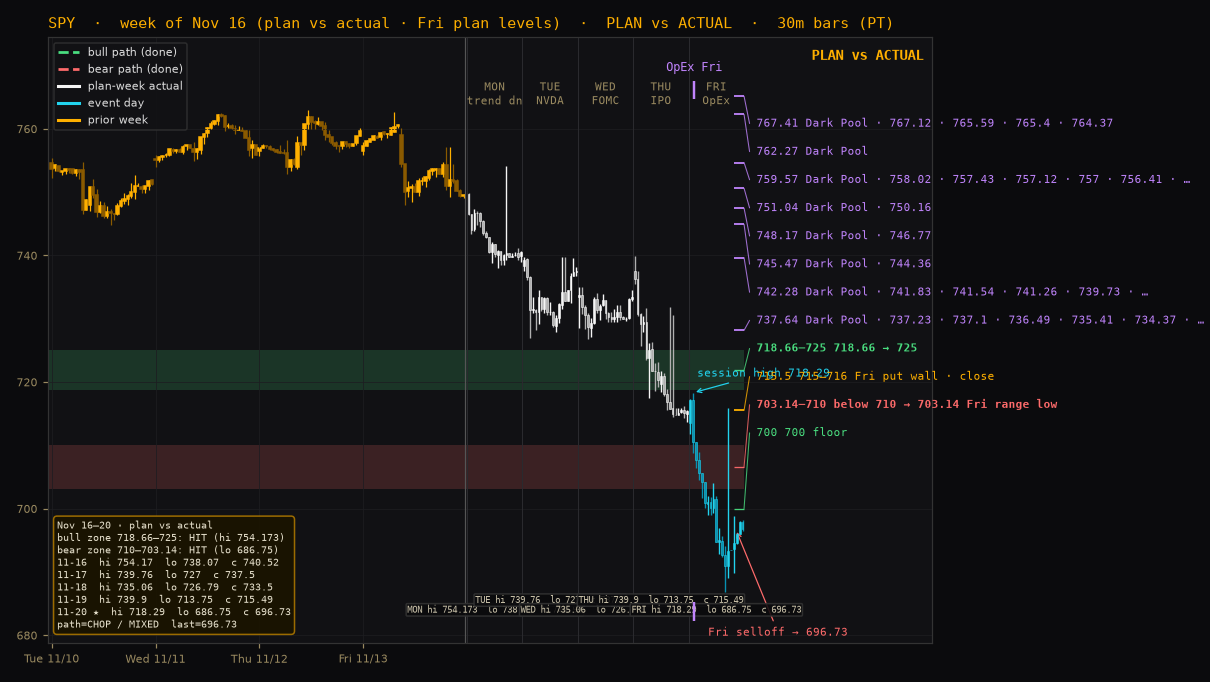 SPY · week of Nov 16 (plan vs actual · Fri plan levels) · PLAN vs ACTUAL · 30m bars (PT)
bull path (done)
bear path (done)
plan-week actual
event day
prior week
PLAN vs ACTUAL
OpEx Fri
MON TUE WED THU FRI
trend dn NVDA FOMC IPO OpEx
760
740
720
700
680
767.41 Dark Pool · 767.12 · 765.59 · 765.4 · 764.37
762.27 Dark Pool
759.57 Dark Pool · 758.02 · 757.43 · 757.12 · 757 · 756.41 · …
751.04 Dark Pool · 750.16
748.17 Dark Pool · 746.77
745.47 Dark Pool · 744.36
742.28 Dark Pool · 741.83 · 741.54 · 741.26 · 739.73 · …
737.64 Dark Pool · 737.23 · 737.1 · 736.49 · 735.41 · 734.37 · …
718.66–725 718.66 → 725
session high 718.29
715.5 715–716 Fri put wall · close
703.14–710 below 710 → 703.14 Fri range low
700 700 floor
Nov 16–20 · plan vs actual
bull zone 718.66–725: HIT (hi 754.173)
bear zone 710–703.14: HIT (lo 686.75)
11-16 hi 754.17 lo 738.07 c 740.52
11-17 hi 739.76 lo 727 c 737.5
11-18 hi 735.06 lo 726.79 c 733.5
11-19 hi 739.9 lo 713.75 c 715.49
11-20 ★ hi 718.29 lo 686.75 c 696.73
path=CHOP / MIXED last=696.73
TUE hi 739.76 lo 727 THU hi 739.9 lo 713.75 c 715.49
MON hi 754.173 lo 738 WED hi 735.06 lo 726. FRI hi 718.29 lo 686.75 c 696.73
Fri selloff → 696.73
Tue 11/10 Wed 11/11 Thu 11/12 Fri 11/13